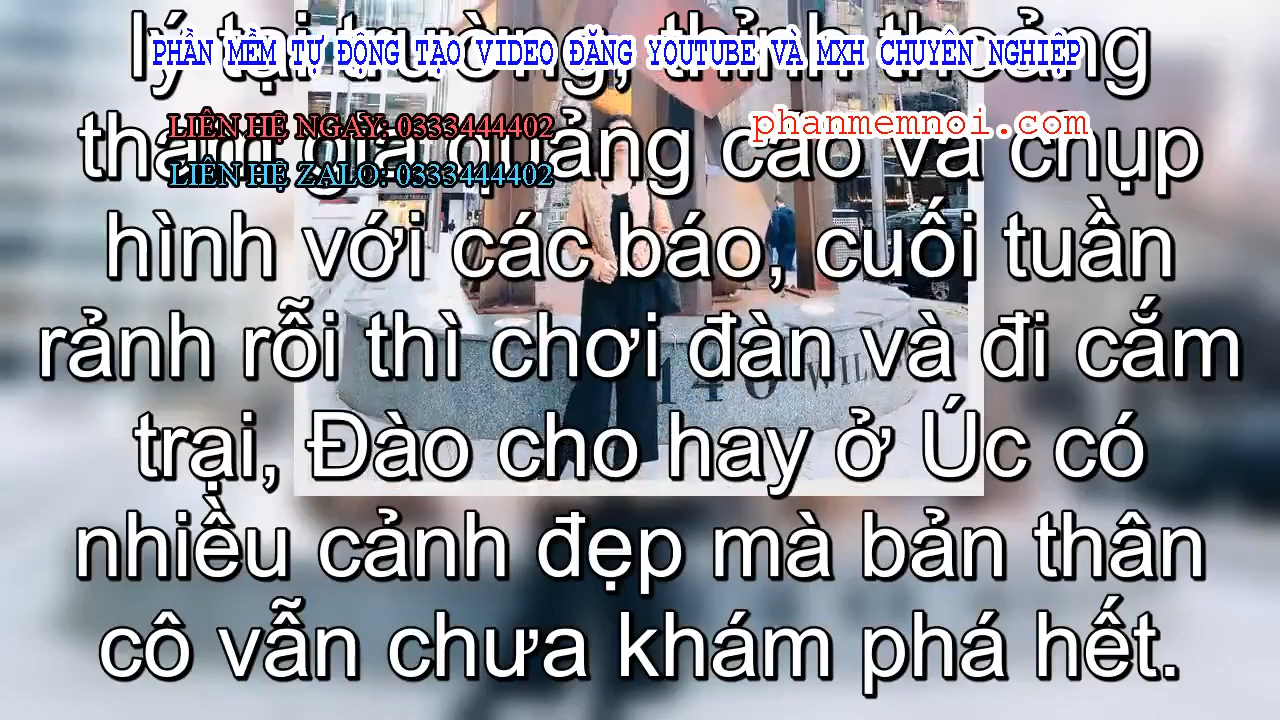 lý tại trường, thỉnh thoảng
PHẦN MỀM TỰ ĐỘNG TẠO VIDEO ĐĂNG YOUTUBE VÀ MXH CHUYÊN NGHIỆP
LIÊN HỆ NGAY: 0333444402
phanmemnoi.com
tham gia quảng cáo và chụp
LIÊN HỆ ZALO: 0333444402
hình với các báo, cuối tuần
rảnh rỗi thì chơi đàn và đi cắm
140
trại, Đào cho hay ở Úc có
nhiều cảnh đẹp mà bản thân
cô vẫn chưa khám phá hết.